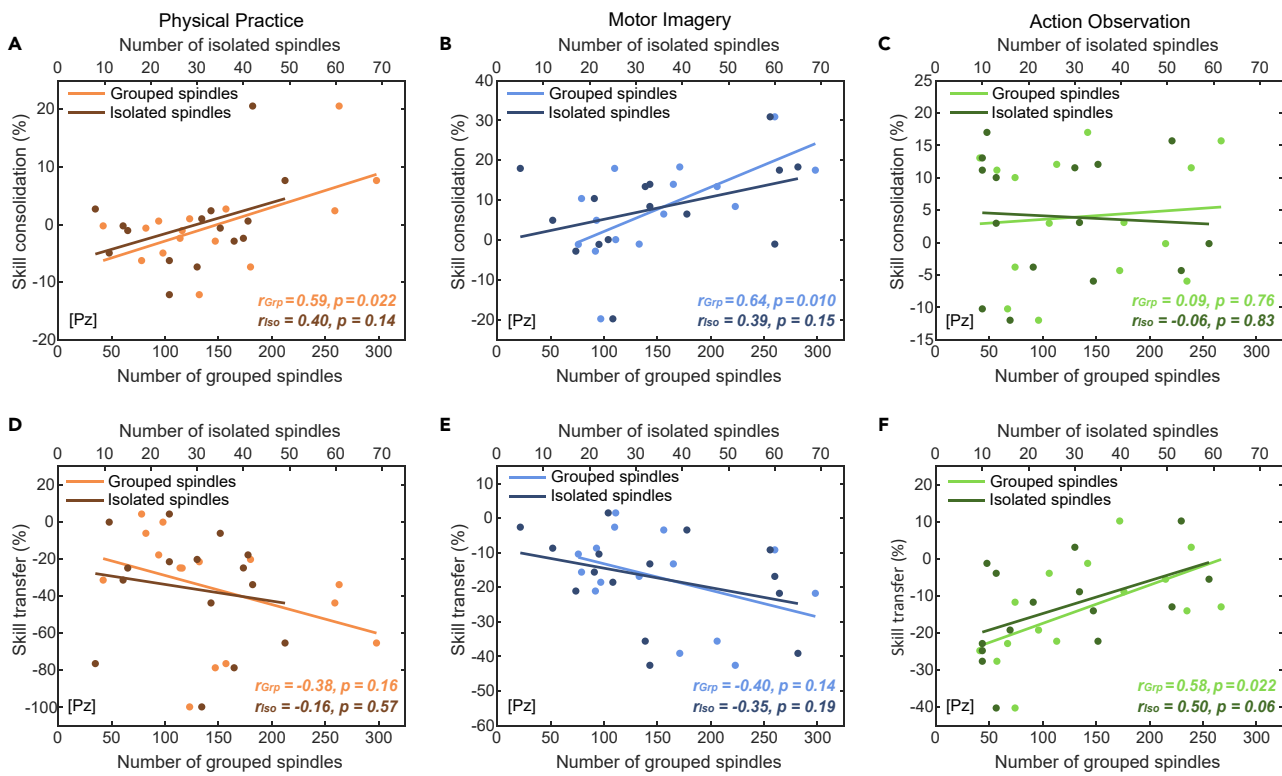 Physical Practice
Motor Imagery
Action Observation
A
Number of isolated spindles
0 10 20 30 40 50 60 70
Skill consolidation (%)
20
10
0
-10
-20
Grouped spindles
Isolated spindles
rGrp = 0.59, p = 0.022
rIso = 0.40, p = 0.14
[Pz]
0 50 100 150 200 250 300
Number of grouped spindles
B
Number of isolated spindles
0 10 20 30 40 50 60 70
Skill consolidation (%)
40
30
20
10
0
-10
-20
Grouped spindles
Isolated spindles
rGrp = 0.64, p = 0.010
rIso = 0.39, p = 0.15
[Pz]
0 50 100 150 200 250 300
Number of grouped spindles
C
Number of isolated spindles
0 10 20 30 40 50 60 70
Skill consolidation (%)
25
20
15
10
5
0
-5
-10
-15
Grouped spindles
Isolated spindles
rGrp = 0.09, p = 0.76
rIso = -0.06, p = 0.83
[Pz]
0 50 100 150 200 250 300
Number of grouped spindles
D
Number of isolated spindles
0 10 20 30 40 50 60 70
Skill transfer (%)
20
0
-20
-40
-60
-80
-100
Grouped spindles
Isolated spindles
rGrp = -0.38, p = 0.16
rIso = -0.16, p = 0.57
[Pz]
0 50 100 150 200 250 300
Number of grouped spindles
E
Number of isolated spindles
0 10 20 30 40 50 60 70
Skill transfer (%)
10
0
-10
-20
-30
-40
-50
-60
Grouped spindles
Isolated spindles
rGrp = -0.40, p = 0.14
rIso = -0.35, p = 0.19
[Pz]
0 50 100 150 200 250 300
Number of grouped spindles
F
Number of isolated spindles
0 10 20 30 40 50 60 70
Skill transfer (%)
20
10
0
-10
-20
-30
-40
Grouped spindles
Isolated spindles
rGrp = 0.58, p = 0.022
rIso = 0.50, p = 0.06
[Pz]
0 50 100 150 200 250 300
Number of grouped spindles